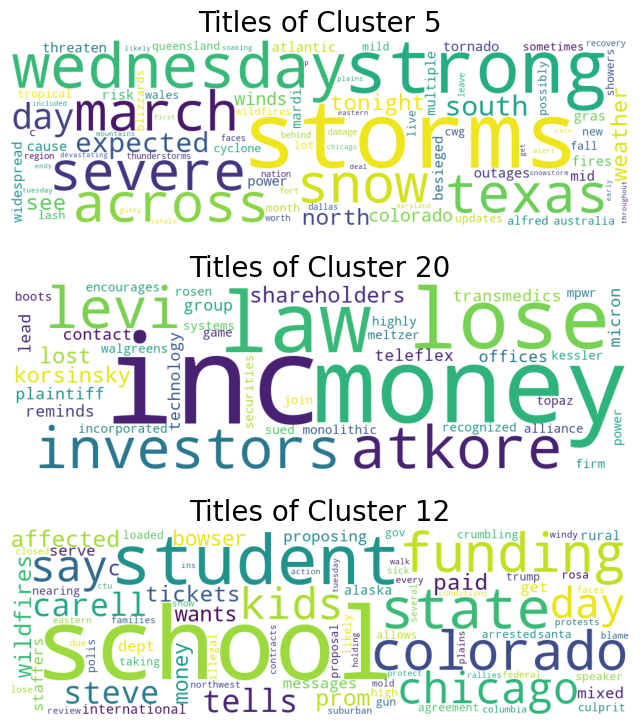 Titles of Cluster 5
threaten likely queensland soaking atlantic mild tornado sometimes recovery
wednesday strong
tropical risk wales winds mardi tonight multiple south possibly showers
day march blizzards wildfires storms live cwg gras new weather
c cause expected faces behind damage eastern plains rain fall
widespread region devastating severe cyclone lot chicago besieged alert fires
ends thunderstorms power nation snow deal outages mid early throughout
tuesday mountains first fort texas get snowstorm
see across month dallas north colorado maryland updates alfred australia
lash gusty totals worth
included leave
Titles of Cluster 20
boots encourages rosen shareholders transmedics mpwr
levi group law lose micron
lead contact systems game highly meltzer
lost walgreens inc money teleflex offices kessler
korsinsky technology securities
plaintiff join topaz
reminds incorporated sued monolithic recognized alliance power
investors atkore firm
Titles of Cluster 12
affected loaded bowser proposing gov crumbling rural
closed serve student funding windy
say c ins walk sick alaska paid trump rosa
nearing ctu tickets action tuesday every get faces
wildfires carell kids state day
eastern families show wants several conditions
staffers due dept polis illegal school likely allows arrested santa protests
taking money contracts proposal holding colorado plains blame
lose steve tells messages mold protect rallies federal speaker
northwest prom high gun chicago mixed
review international suburban agreement columbia culprit